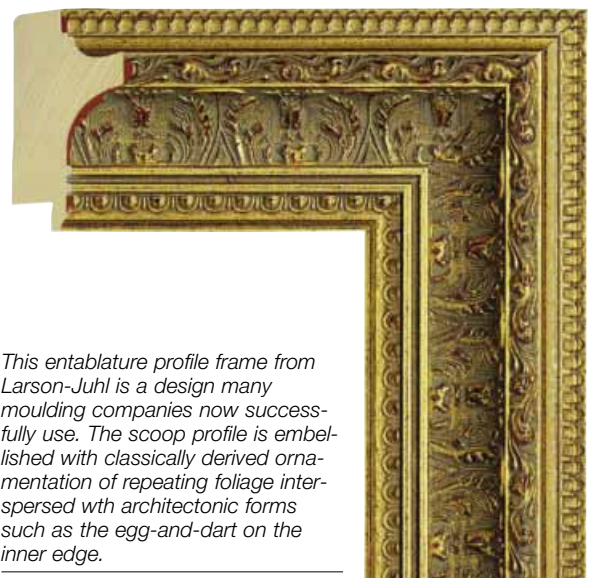 This entablature profile frame from
Larson-Juhl is a design many
moulding companies now success-
fully use. The scoop profile is embel-
lished with classically derived orna-
mentation of repeating foliage inter-
spersed wth architectonic forms
such as the egg-and-dart on the
inner edge.